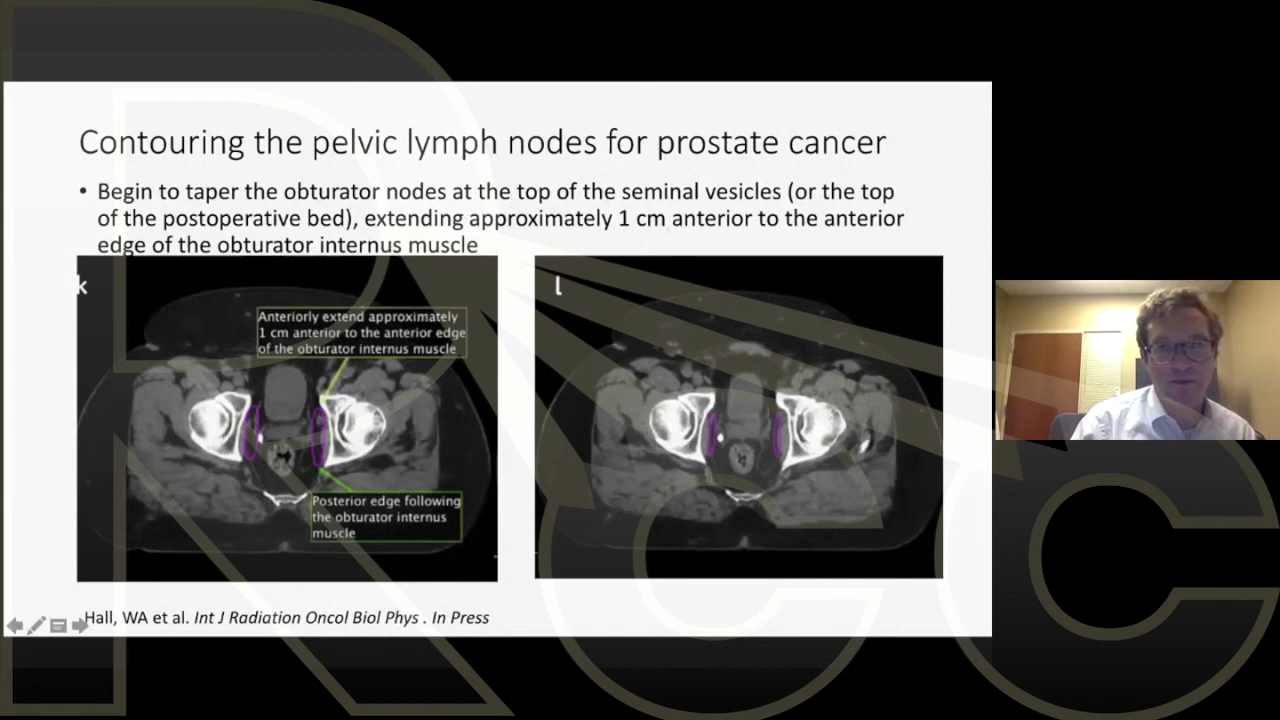 Contouring the pelvic lymph nodes for prostate cancer
• Begin to taper the obturator nodes at the top of the seminal vesicles (or the top
of the postoperative bed), extending approximately 1 cm anterior to the anterior
edge of the obturator internus muscle
k
Anteriorly extend approximately
1 cm anterior to the anterior edge
of the obturator internus muscle
Posterior edge following
the obturator internus
muscle
l
Hall, WA et al. Int J Radiation Oncol Biol Phys . In Press
RCC